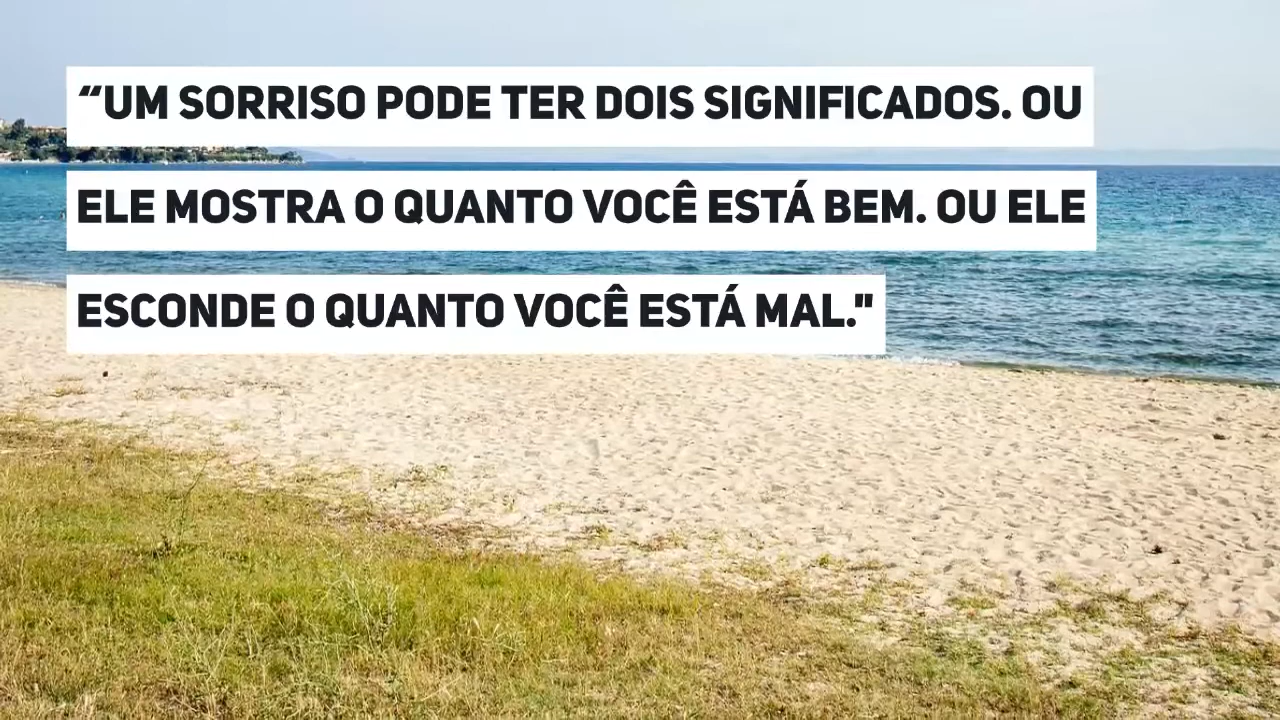 “UM SORRISO PODE TER DOIS SIGNIFICADOS. OU
ELE MOSTRA O QUANTO VOCÊ ESTÁ BEM. OU ELE
ESCONDE O QUANTO VOCÊ ESTÁ MAL."